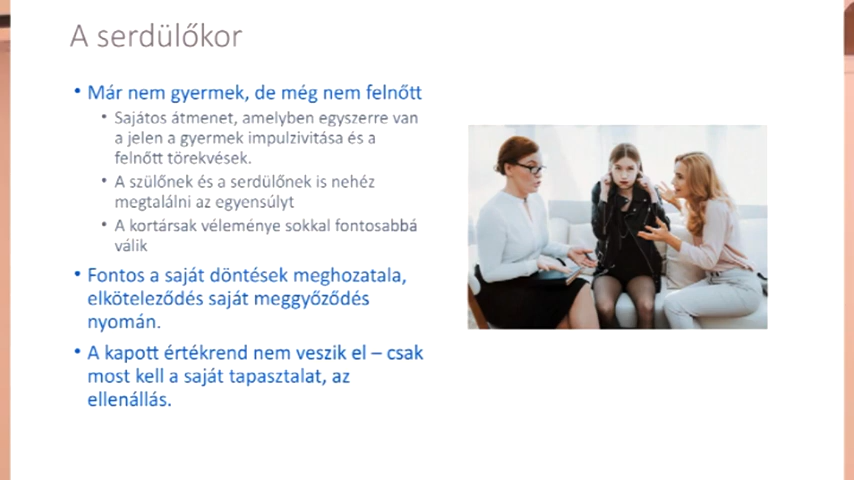 A serdülőkor
• Már nem gyermek, de még nem felnőtt
• Sajátos átmenet, amelyben egyszerre van
a jelen a gyermek impulzivitása és a
felnőtt törekvések.
• A szülőnek és a serdülőnek is nehéz
megtalálni az egyensúlyt
• A kortársak véleménye sokkal fontosabbá
válik
• Fontos a saját döntések meghozatala,
elköteleződés saját meggyőződés
nyomán.
• A kapott értékrend nem veszik el – csak
most kell a saját tapasztalat, az
ellenállás.